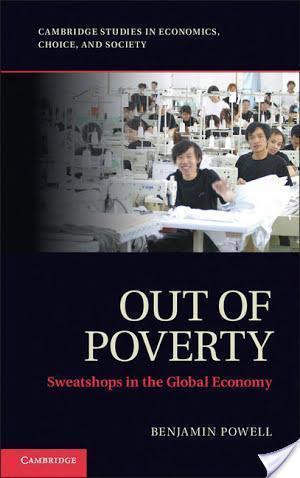 CAMBRIDGE STUDIES IN ECONOMICS,
CHOICE, AND SOCIETY
OUT OF
POVERTY
Sweatshops in the Global Economy
BENJAMIN POWELL
CAMBRIDGE